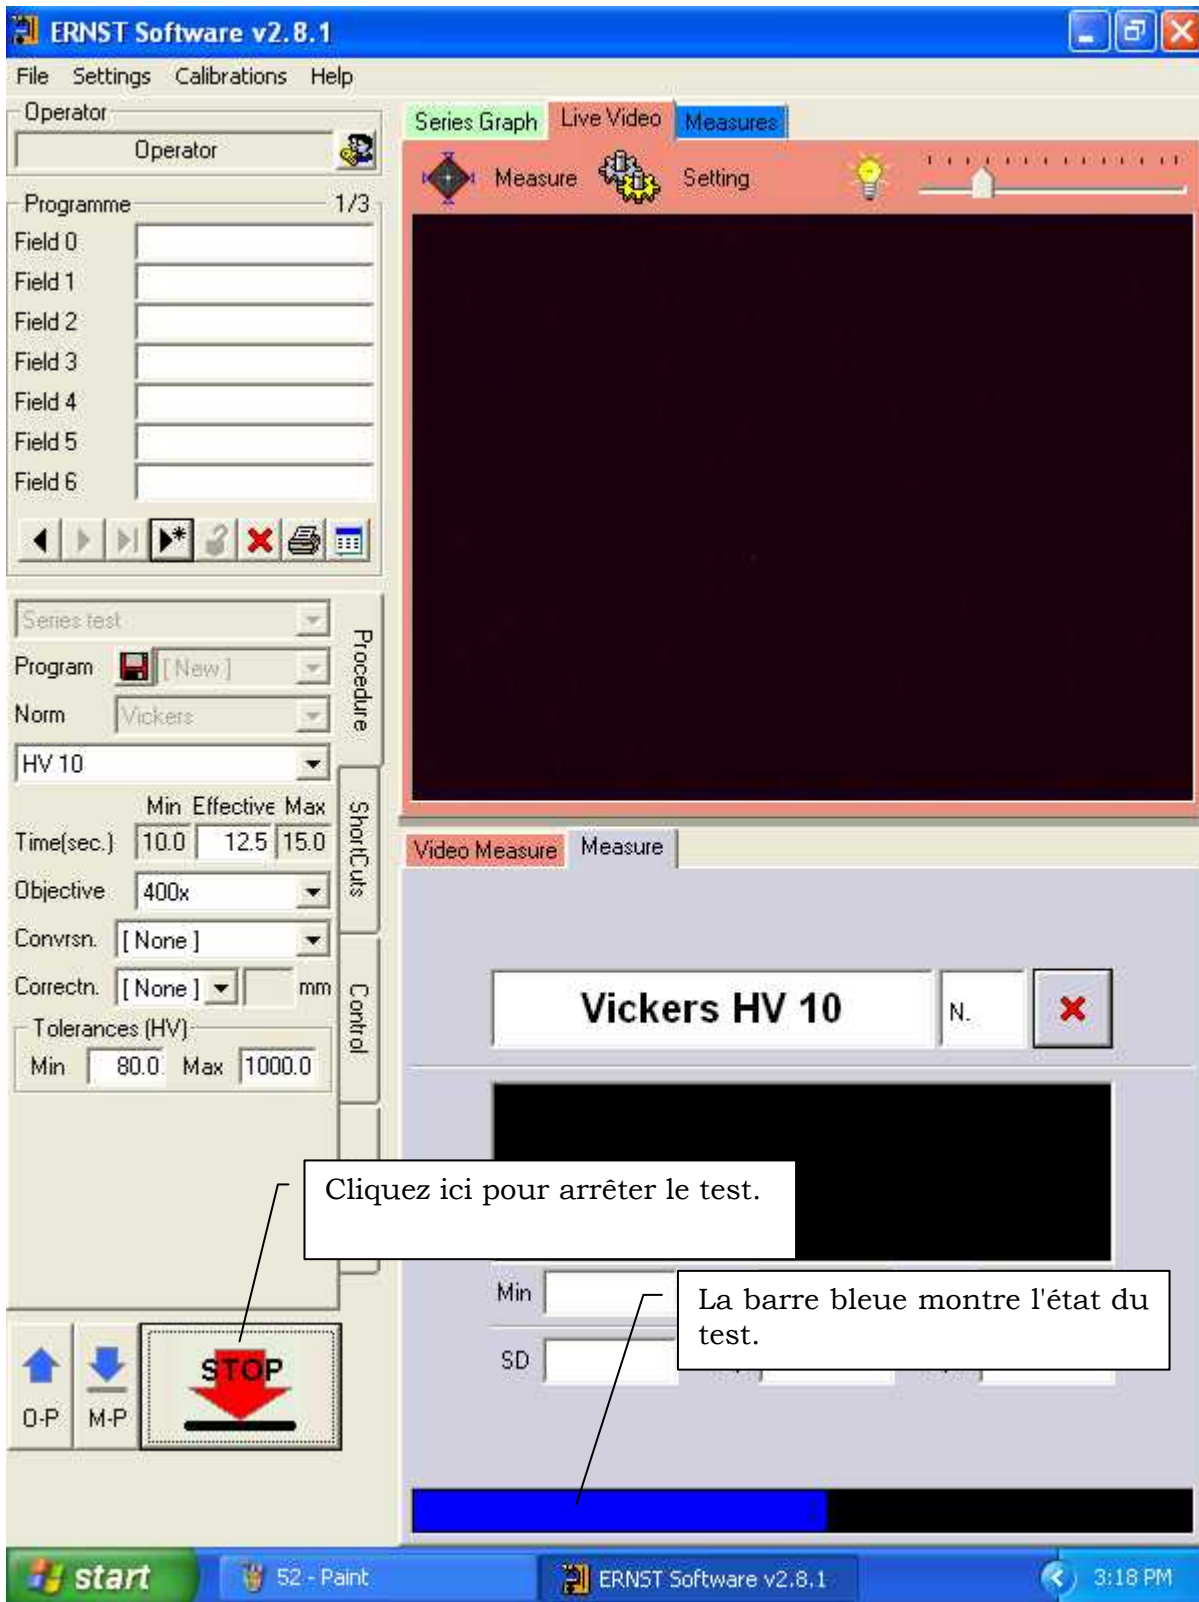 ERNST Software v2.8.1
File Settings Calibrations Help
Operator
Operator
Programme 1/3
Field 0
Field 1
Field 2
Field 3
Field 4
Field 5
Field 6
Series test
Program [ New ]
Norm Vickers
HV 10
Min Effective Max
Time(sec.) 10.0 12.5 15.0
Objective 400x
Convrsn. [ None ]
Correctn. [ None ] mm
Tolerances (HV)
Min 80.0 Max 1000.0
Procedure
ShortCuts
Control
O-P
M-P
STOP
Series Graph Live Video Measures
Measure Setting
Video Measure Measure
Vickers HV 10 N.
Cliquez ici pour arrêter le test.
Min
La barre bleue montre l'état du
test.
SD
start 52 - Paint ERNST Software v2.8.1 3:18 PM